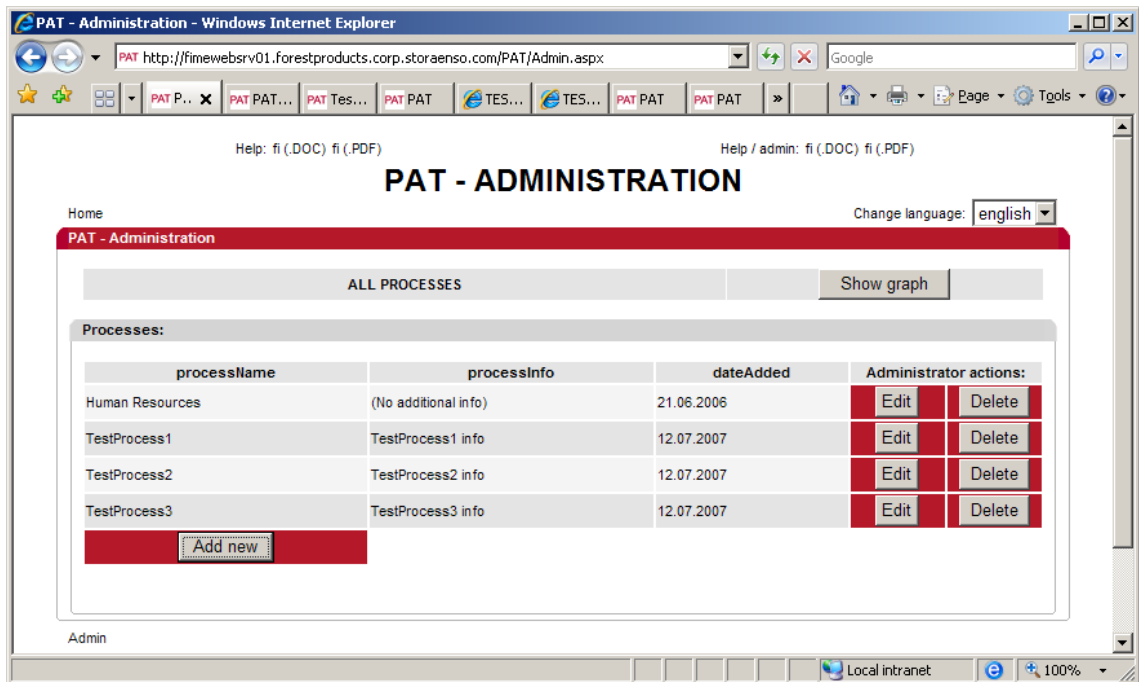 PAT - Administration - Windows Internet Explorer
PAT http://fimewebsrv01.forestproducts.corp.storaenso.com/PAT/Admin.aspx Google
PAT P.. PAT PAT... PAT Tes... PAT PAT TES... TES... PAT PAT PAT PAT » Page Tools
Help: fi (.DOC) fi (.PDF) Help / admin: fi (.DOC) fi (.PDF)
PAT - ADMINISTRATION
Home Change language: english
PAT - Administration
ALL PROCESSES Show graph
Processes:
processName processInfo dateAdded Administrator actions:
Human Resources (No additional info) 21.06.2006 Edit Delete
TestProcess1 TestProcess1 info 12.07.2007 Edit Delete
TestProcess2 TestProcess2 info 12.07.2007 Edit Delete
TestProcess3 TestProcess3 info 12.07.2007 Edit Delete
Add new
Admin
Local intranet 100%